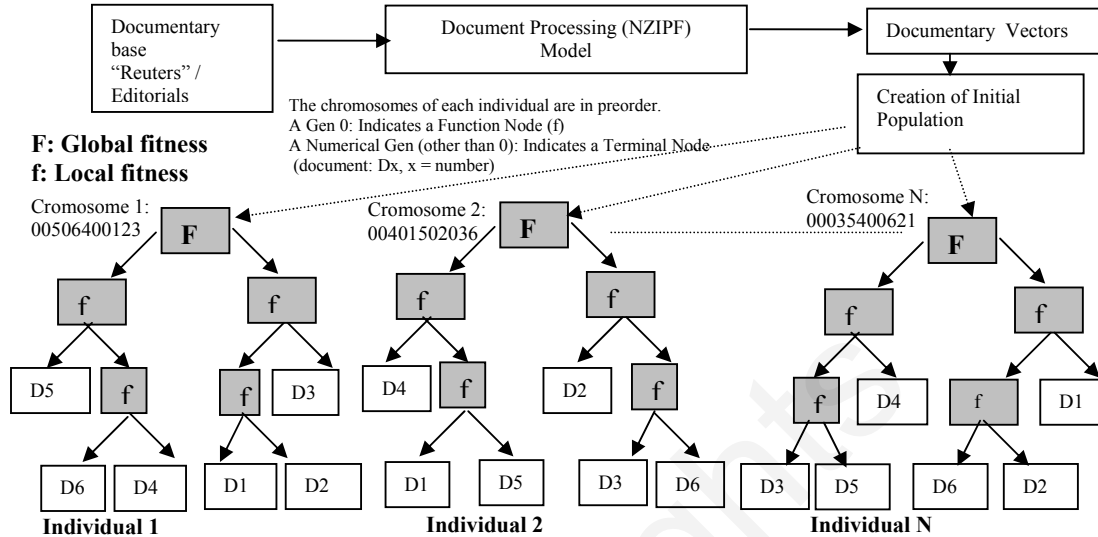 Documentary
base
“Reuters” /
Editorials
Document Processing (NZIPF)
Model
Documentary Vectors
Creation of Initial
Population
The chromosomes of each individual are in preorder.
A Gen 0: Indicates a Function Node (f)
A Numerical Gen (other than 0): Indicates a Terminal Node
(document: Dx, x = number)
F: Global fitness
f: Local fitness
Cromosome 1:
00506400123
F
f
f
D5
f
f
D3
D6
D4
D1
D2
Individual 1
Cromosome 2:
00401502036
F
f
f
D4
f
D2
f
D1
D5
D3
D6
Individual 2
Cromosome N:
00035400621
F
f
f
f
D4
f
D1
D3
D5
D6
D2
Individual N
ghts